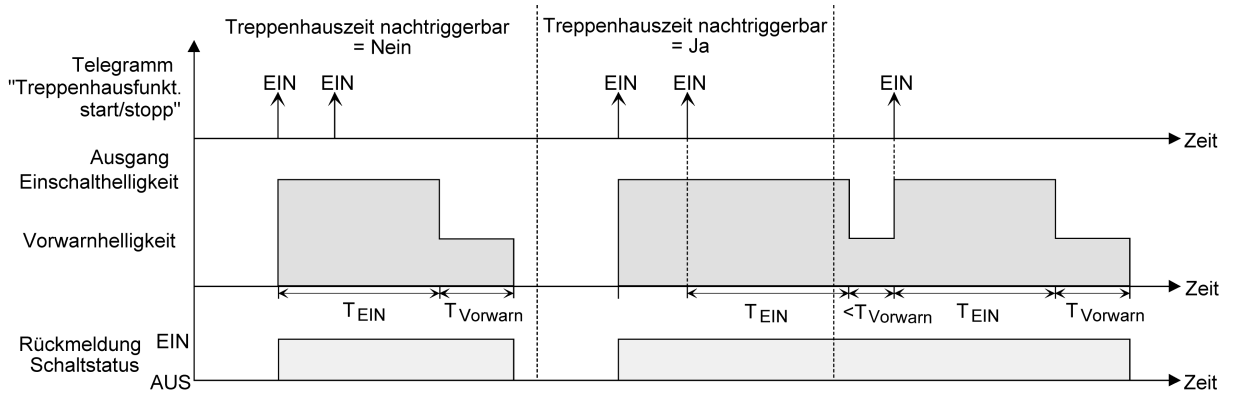 Treppenhauszeit nachtriggerbar
= Nein
Treppenhauszeit nachtriggerbar
= Ja
Telegramm
"Treppenhausfunkt.
start/stopp"
EIN
EIN
EIN
EIN
EIN
Zeit
Ausgang
Einschalthelligkeit
Vorwarnhelligkeit
Zeit
TEIN
TVorwarn
TEIN
<TVorwarn
TEIN
TVorwarn
Rückmeldung
Schaltstatus
EIN
AUS
Zeit